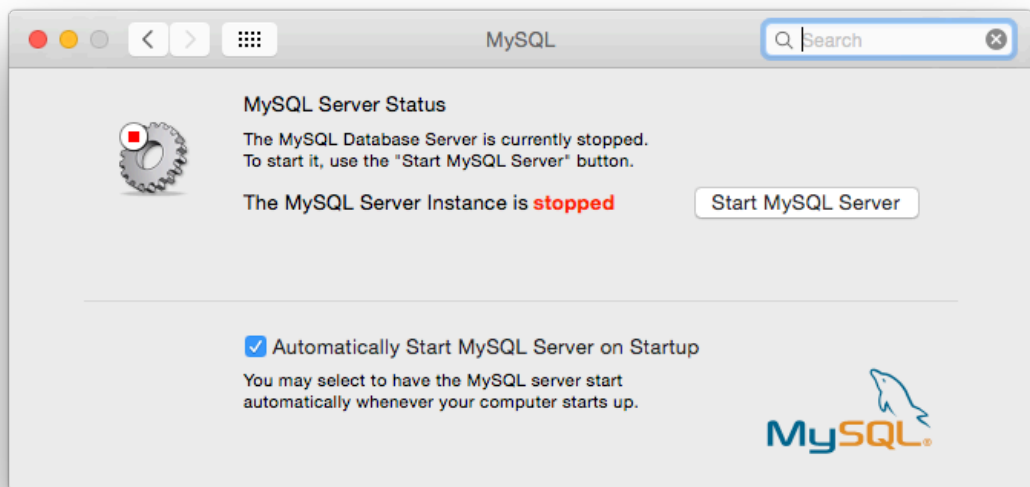 MySQL
Search
MySQL Server Status
The MySQL Database Server is currently stopped.
To start it, use the "Start MySQL Server" button.
The MySQL Server Instance is stopped
Start MySQL Server
Automatically Start MySQL Server on Startup
You may select to have the MySQL server start
automatically whenever your computer starts up.
MySQL®